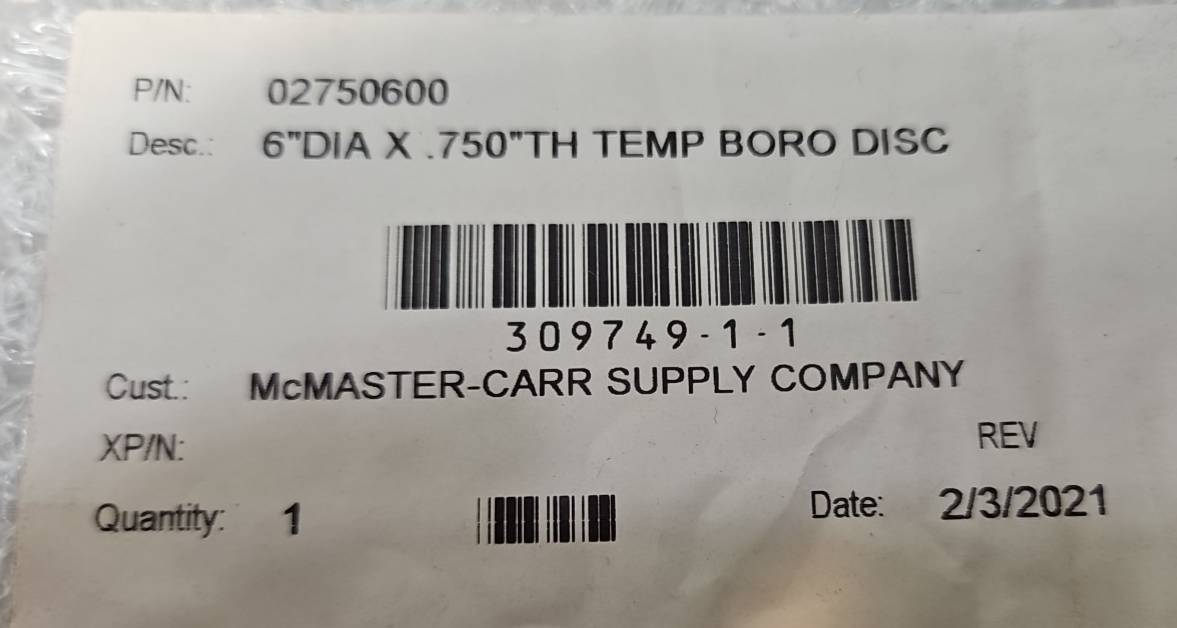 P/N: 02750600
Desc.: 6"DIA X .750"TH TEMP BORO DISC
309749-1-1
Cust.: McMASTER-CARR SUPPLY COMPANY
XP/N: REV
Quantity: 1 Date: 2/3/2021